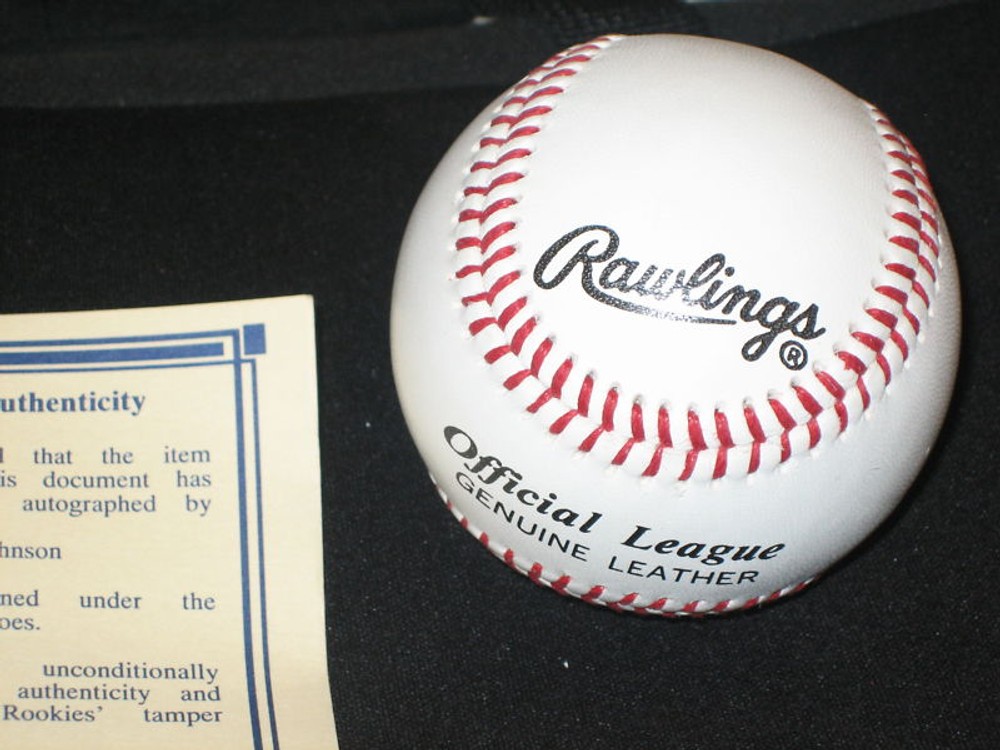 uthenticity
that the item
is document has
autographed by
hnson
ned under the
oes.
unconditionally
authenticity and
Rookies' tamper
Rawlings®
Official League
GENUINE LEATHER